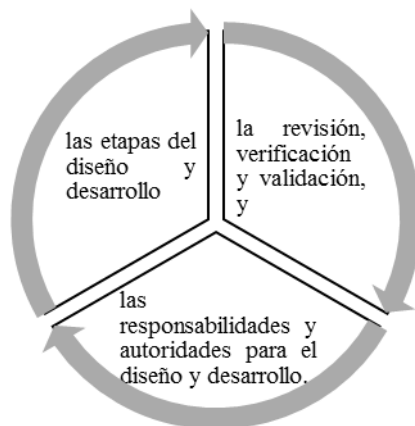 las etapas del
diseño y
desarrollo
la revisión,
verificación
y validación,
y
las
responsabilidades y
autoridades para el
diseño y desarrollo.